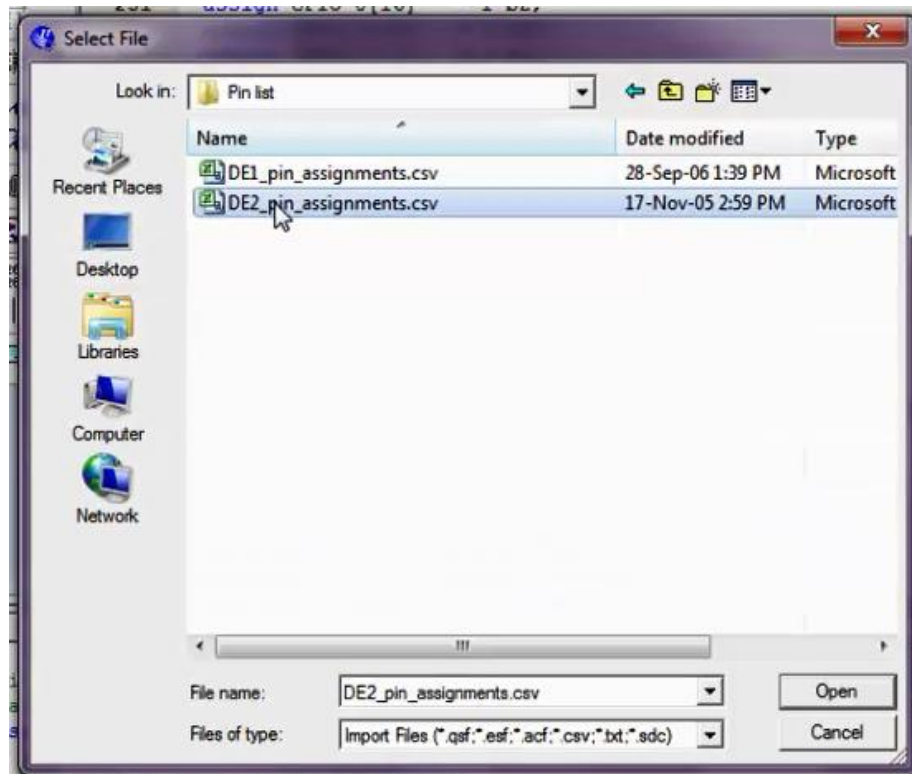 Select File
Look in: Pin list
Name Date modified Type
DE1_pin_assignments.csv 28-Sep-06 1:39 PM Microsoft
DE2_pin_assignments.csv 17-Nov-05 2:59 PM Microsoft
Recent Places
Desktop
Libraries
Computer
Network
File name: DE2_pin_assignments.csv Open
Files of type: Import Files (*.qsf;*.esf;*.acf;*.csv;*.txt;*.sdc) Cancel